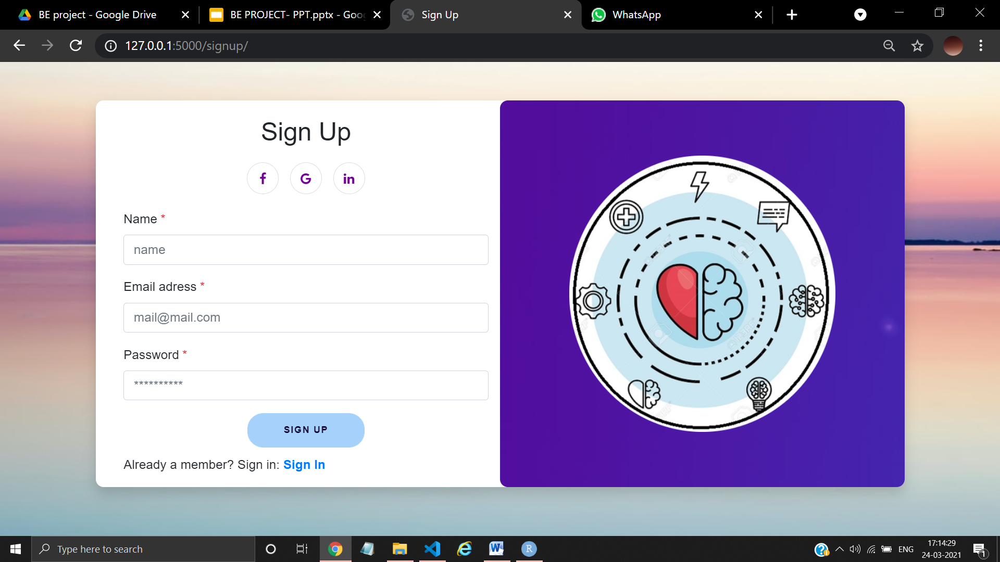 BE project - Google Drive
BE PROJECT- PPT.pptx - Goo
Sign Up
WhatsApp
127.0.0.1:5000/signup/
Sign Up
f
G
in
Name *
name
Email adress *
mail@mail.com
Password *
**********
SIGN UP
Already a member? Sign in: Sign In
Type here to search
R
ENG
17:14:29
24-03-2021
1